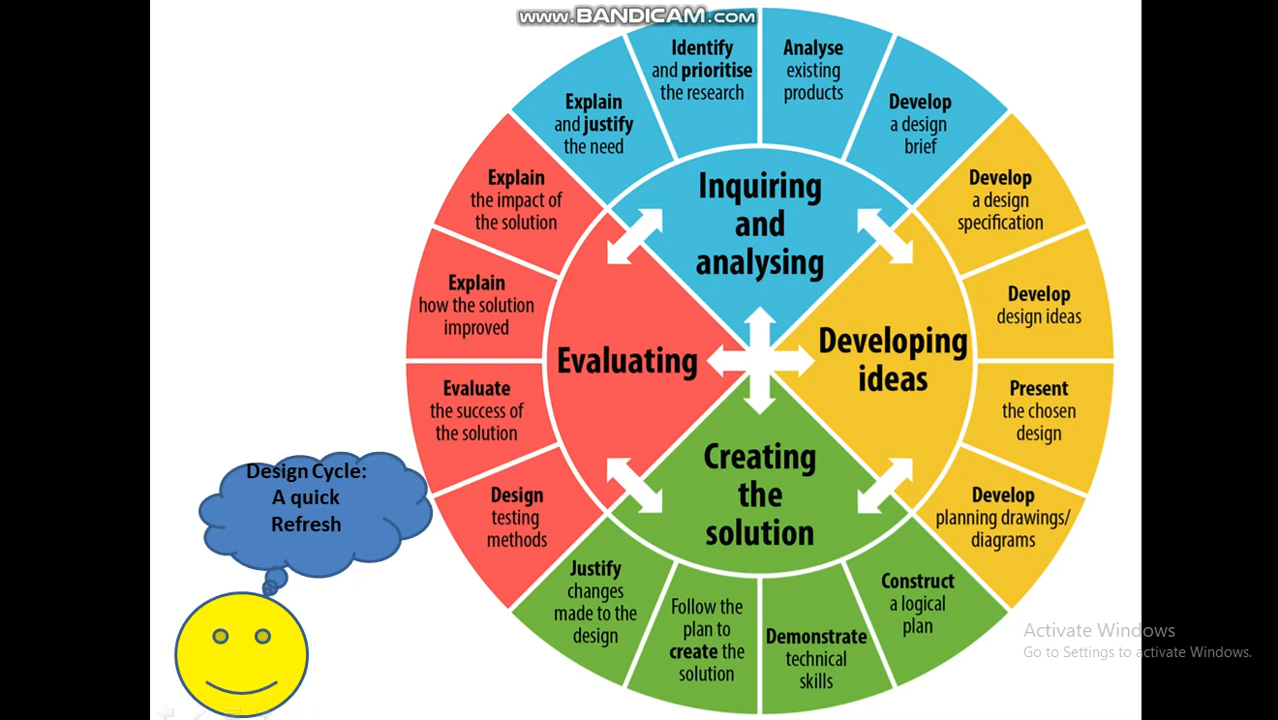 www.BANDICAM.com
Identify
and prioritise
the research
Analyse
existing
products
Explain
and justify
the need
Develop
a design
brief
Explain
the impact of
the solution
Develop
a design
specification
Inquiring
and
analysing
Explain
how the solution
improved
Develop
design ideas
Evaluating
Developing
ideas
Evaluate
the success of
the solution
Present
the chosen
design
Creating
the
solution
Design
testing
methods
Develop
planning drawings/
diagrams
Justify
changes
made to the
design
Follow the
plan to
create the
solution
Demonstrate
technical
skills
Construct
a logical
plan
Design Cycle:
A quick
Refresh
Activate Windows
Go to Settings to activate Windows.